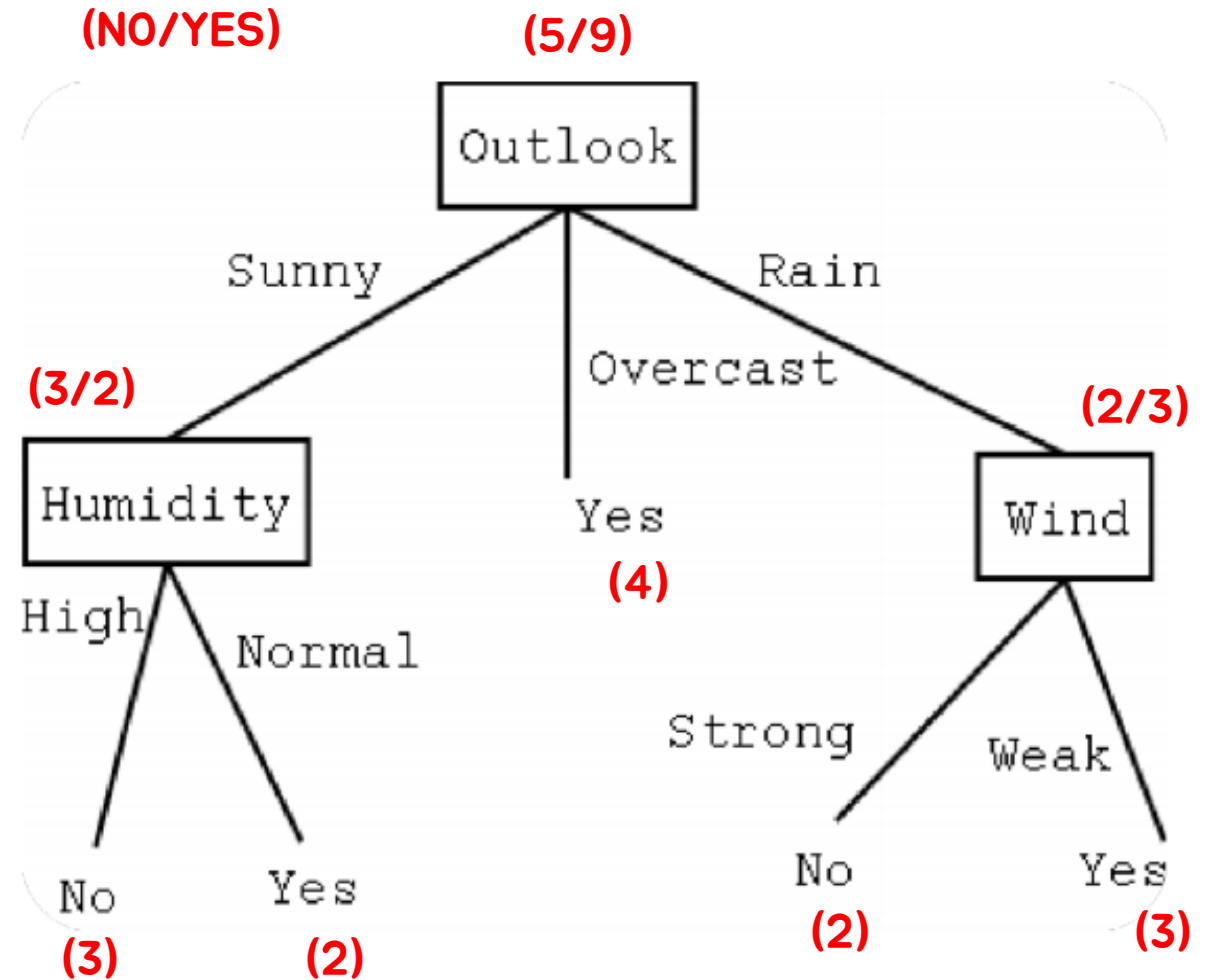 (NO/YES)
(5/9)
Outlook
Sunny
Rain
Overcast
(3/2)
(2/3)
Humidity
Yes
Wind
(4)
High
Normal
Strong
Weak
No
Yes
No
Yes
(3)
(2)
(2)
(3)